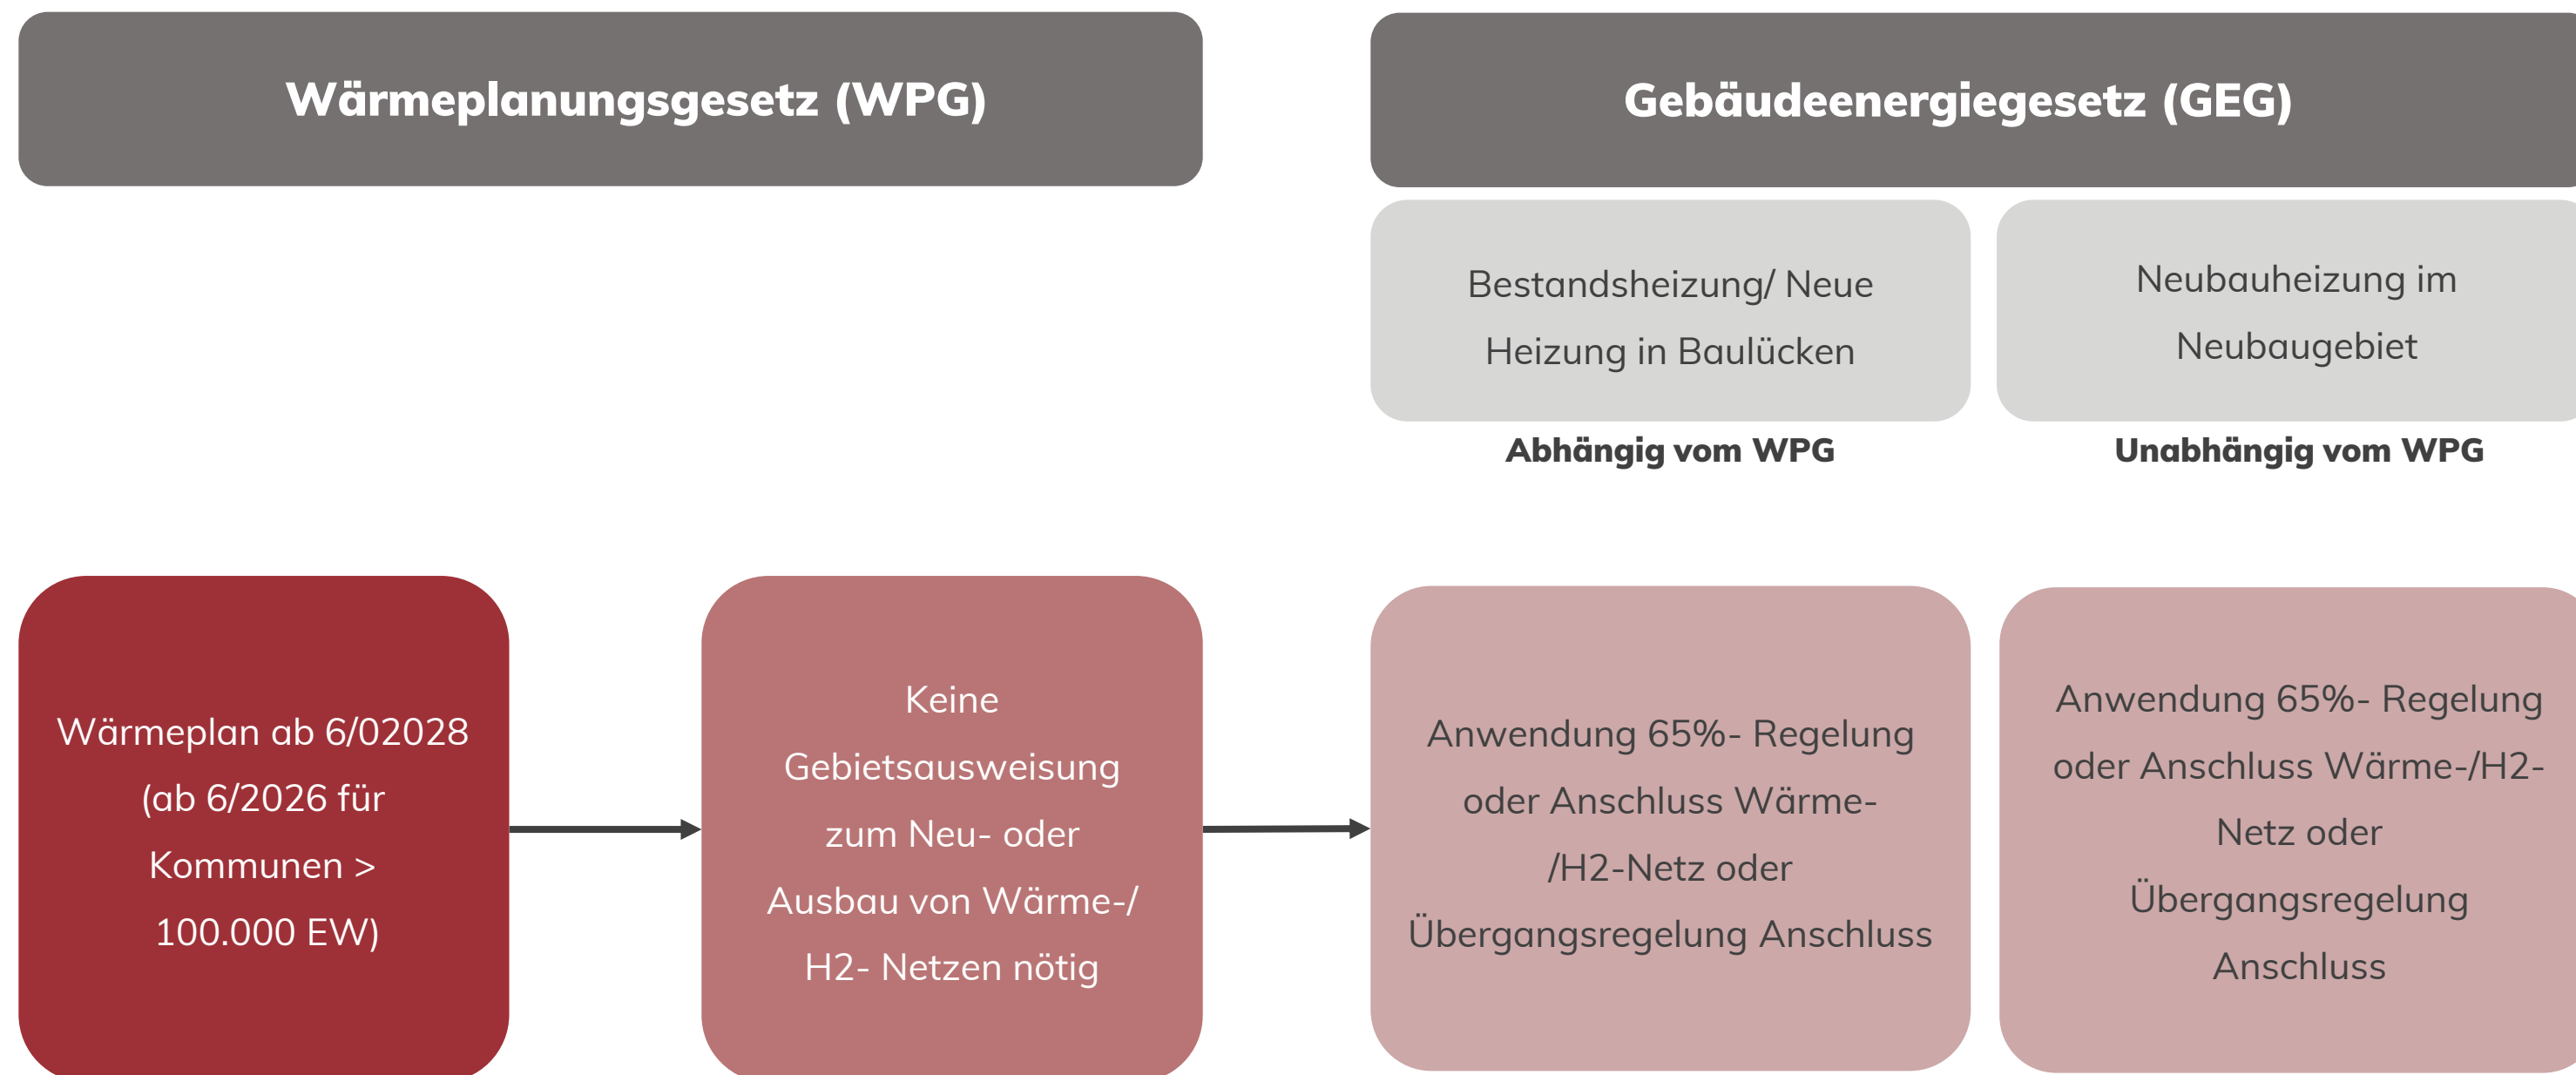 Wärmeplanungsgesetz (WPG)
Gebäudeenergiegesetz (GEG)
Bestandsheizung/ Neue
Heizung in Baulücken
Neubauheizung im
Neubaugebiet
Abhängig vom WPG
Unabhängig vom WPG
Wärmeplan ab 6/02028
(ab 6/2026 für
Kommunen >
100.000 EW)
Keine
Gebietsausweisung
zum Neu- oder
Ausbau von Wärme-/
H2- Netzen nötig
Anwendung 65%- Regelung
oder Anschluss Wärme-
/H2-Netz oder
Übergangsregelung Anschluss
Anwendung 65%- Regelung
oder Anschluss Wärme-/H2-
Netz oder
Übergangsregelung
Anschluss